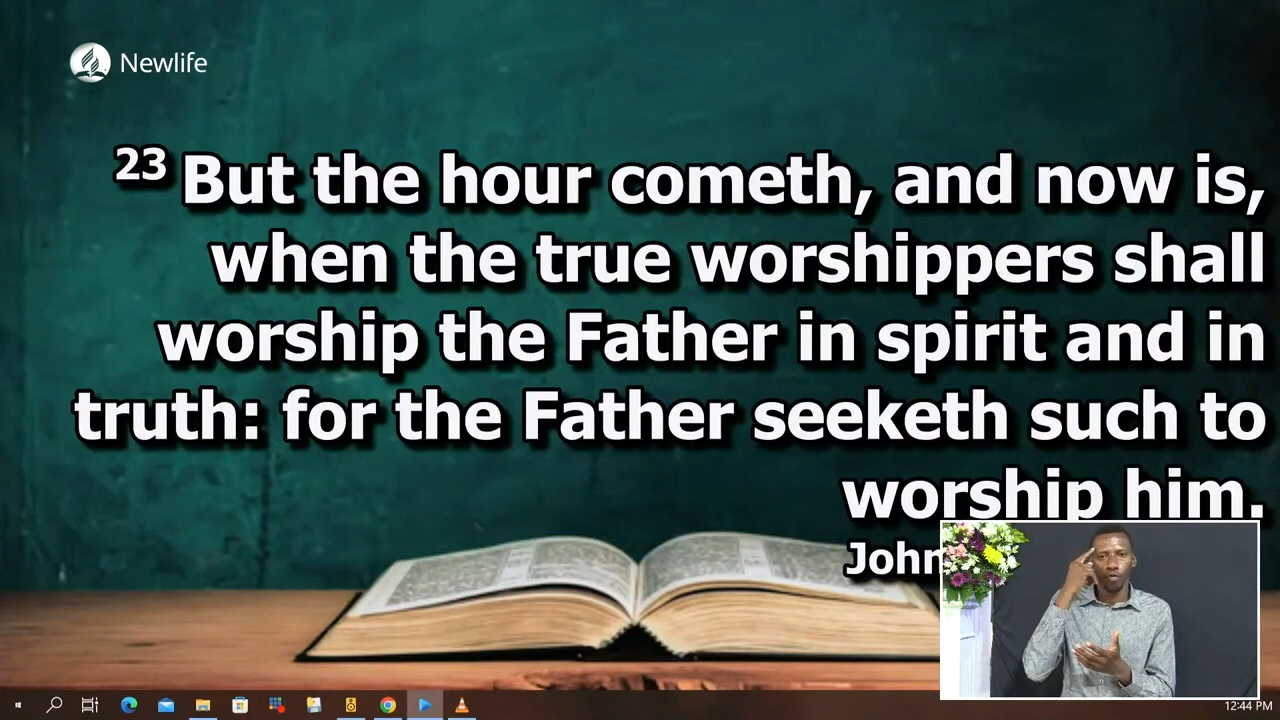 Newlife
23 But the hour cometh, and now is,
when the true worshippers shall
worship the Father in spirit and in
truth: for the Father seeketh such to
worship him.
John
12:44 PM